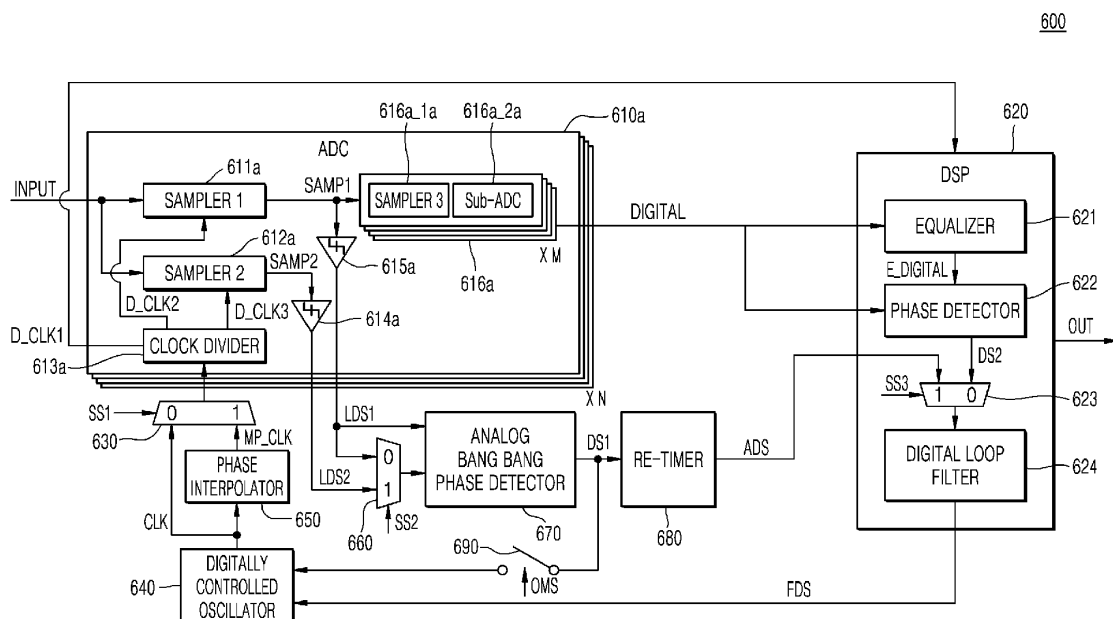 600
616a_1a
616a_2a
610a
620
ADC
DSP
611a
INPUT
SAMPLER 1
SAMP1
SAMPLER 3
Sub-ADC
DIGITAL
EQUALIZER
621
612a
X M
615a
616a
E_DIGITAL
SAMPLER 2
SAMP2
622
D_CLK2
D_CLK3
614a
PHASE DETECTOR
OUT
D_CLK1
CLOCK DIVIDER
613a
DS2
X N
SS3
1 0
623
SS1
0 1
630
MP_CLK
LDS1
ANALOG
BANG BANG
PHASE DETECTOR
DS1
RE-TIMER
ADS
DIGITAL LOOP
FILTER
624
PHASE
INTERPOLATOR
LDS2
0
1
CLK
650
660
SS2
670
680
690
OMS
640
DIGITALLY
CONTROLLED
OSCILLATOR
FDS